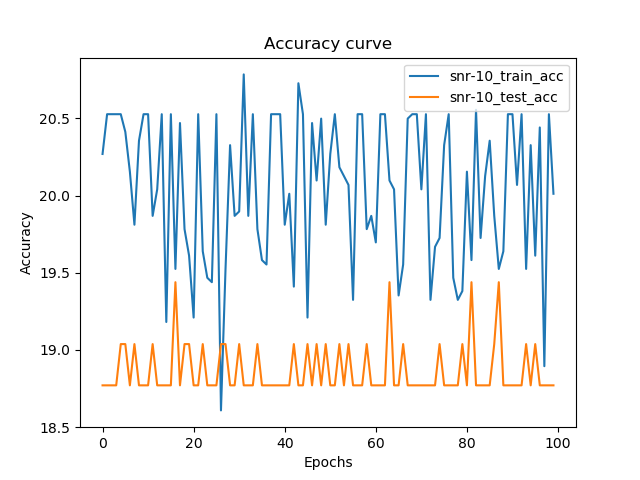 Accuracy curve
snr-10_train_acc
snr-10_test_acc
Accuracy
20.5
20.0
19.5
19.0
18.5
0 20 40 60 80 100
Epochs